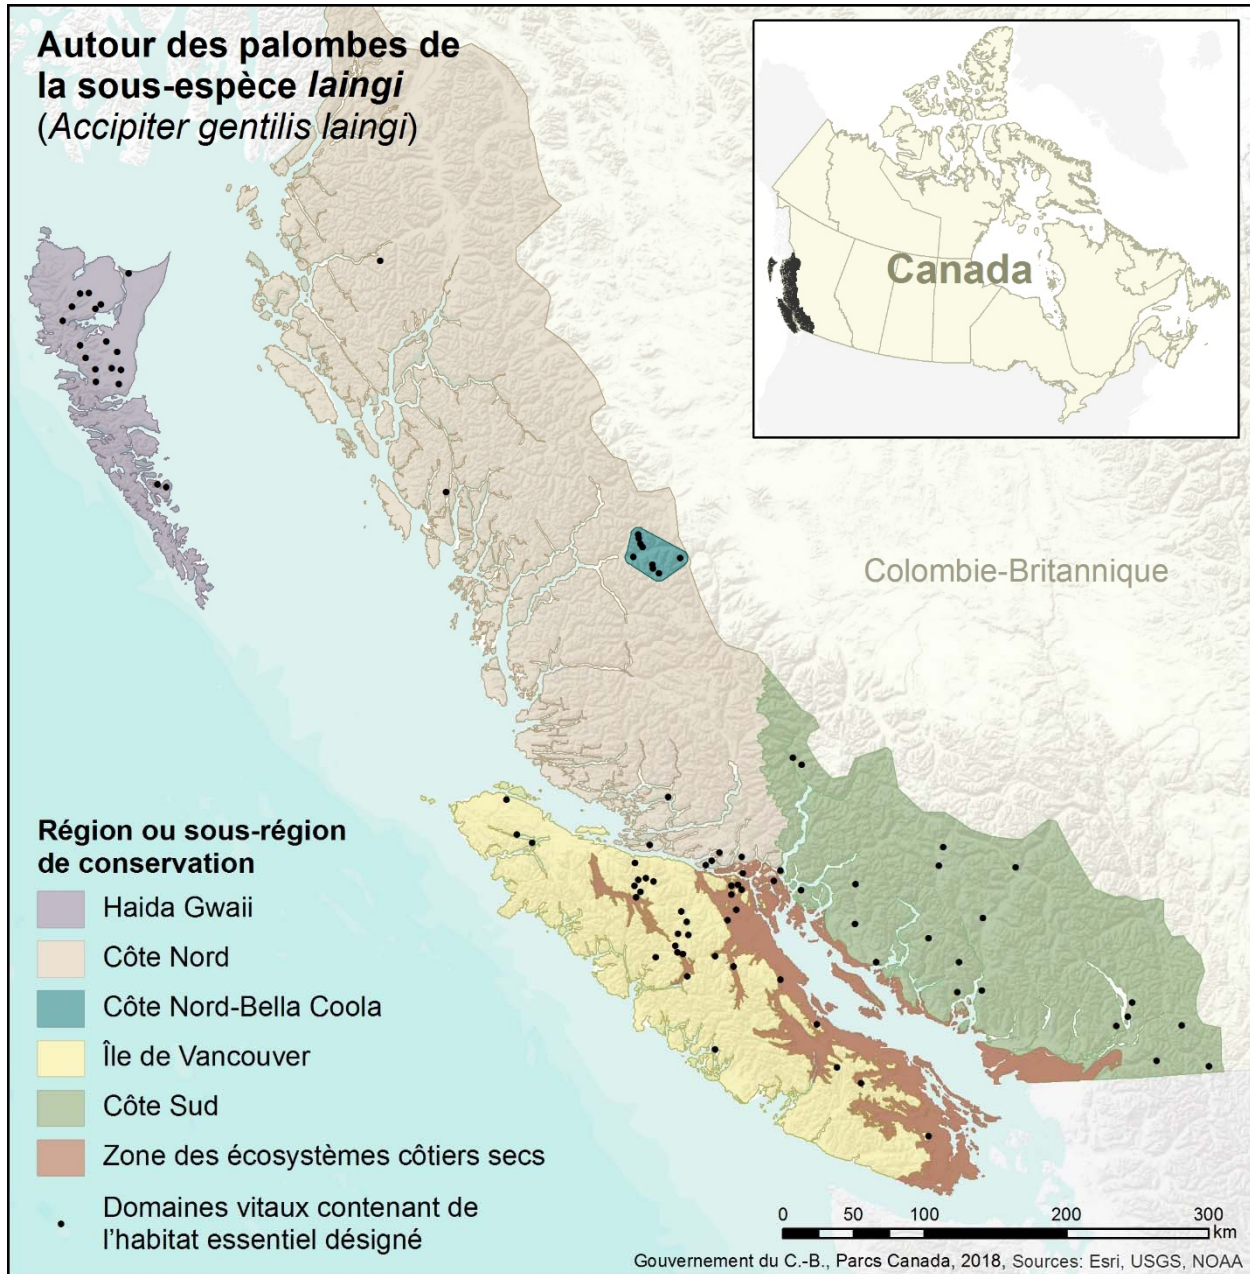 Autour des palombes de
la sous-espèce laingi
(Accipiter gentilis laingi)
Canada
Colombie-Britannique
Région ou sous-région
de conservation
Haida Gwaii
Côte Nord
Côte Nord-Bella Coola
Île de Vancouver
Côte Sud
Zone des écosystèmes côtiers secs
Domaines vitaux contenant de
l'habitat essentiel désigné
0 50 100 200 300
km
Gouvernement du C.-B., Parcs Canada, 2018, Sources: Esri, USGS, NOAA